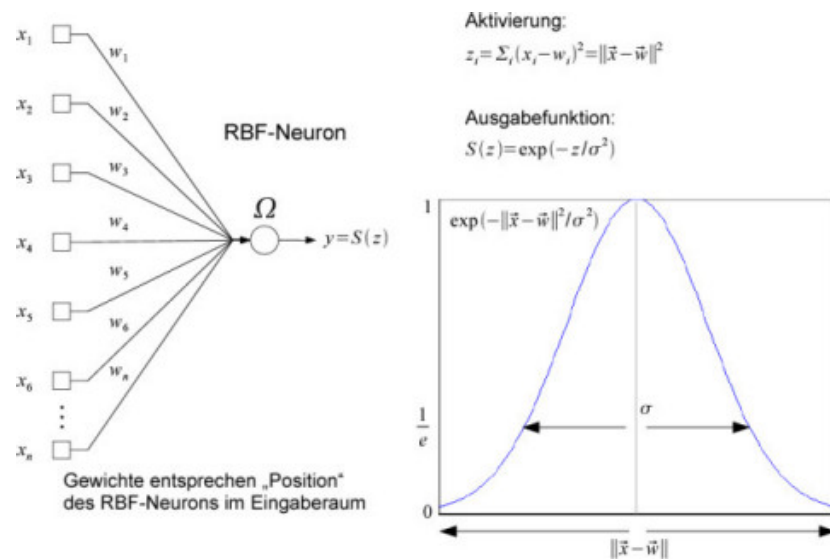 x₁
w₁
x₂
w₂
x₃
w₃
RBF-Neuron
Ω
x₄
w₄
y=S(z)
x₅
w₅
x₆
w₆
⋮
wₙ
xₙ
Gewichte entsprechen „Position“
des RBF-Neurons im Eingaberaum
Aktivierung:
zᵢ=Σᵢ(xᵢ−wᵢ)²=‖x⃗−w⃗‖²
Ausgabefunktion:
S(z)=exp(−z/σ²)
1
exp(−‖x⃗−w⃗‖²/σ²)
σ
1/e
0
‖x⃗−w⃗‖